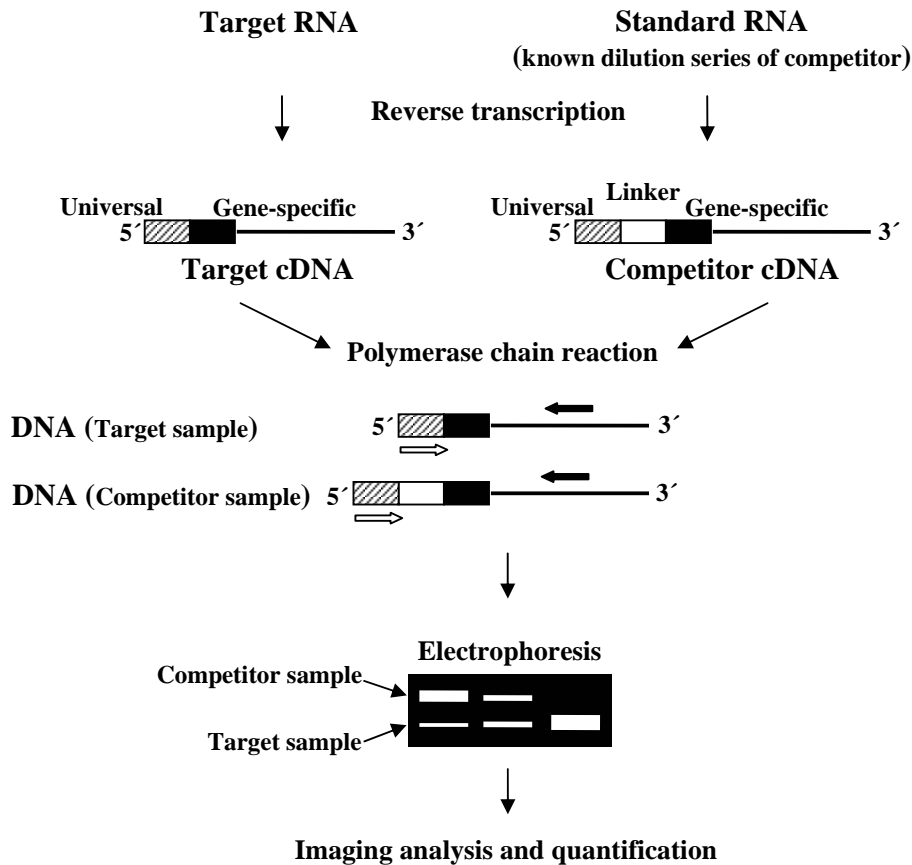 Target RNA
Standard RNA
(known dilution series of competitor)
Reverse transcription
Universal
Gene-specific
5´
3´
Target cDNA
Linker
Universal
Gene-specific
5´
3´
Competitor cDNA
Polymerase chain reaction
DNA (Target sample)
5´
3´
DNA (Competitor sample)
5´
3´
Electrophoresis
Competitor sample
Target sample
Imaging analysis and quantification